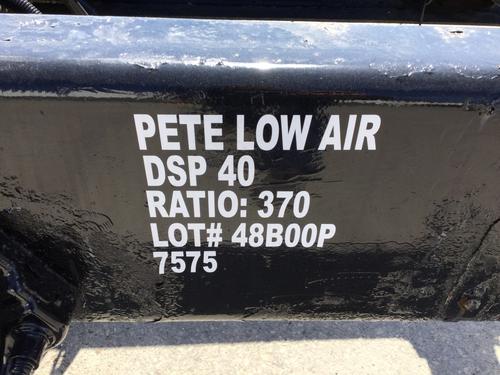 PETE LOW AIR
DSP 40
RATIO: 370
LOT# 48B00P
7575